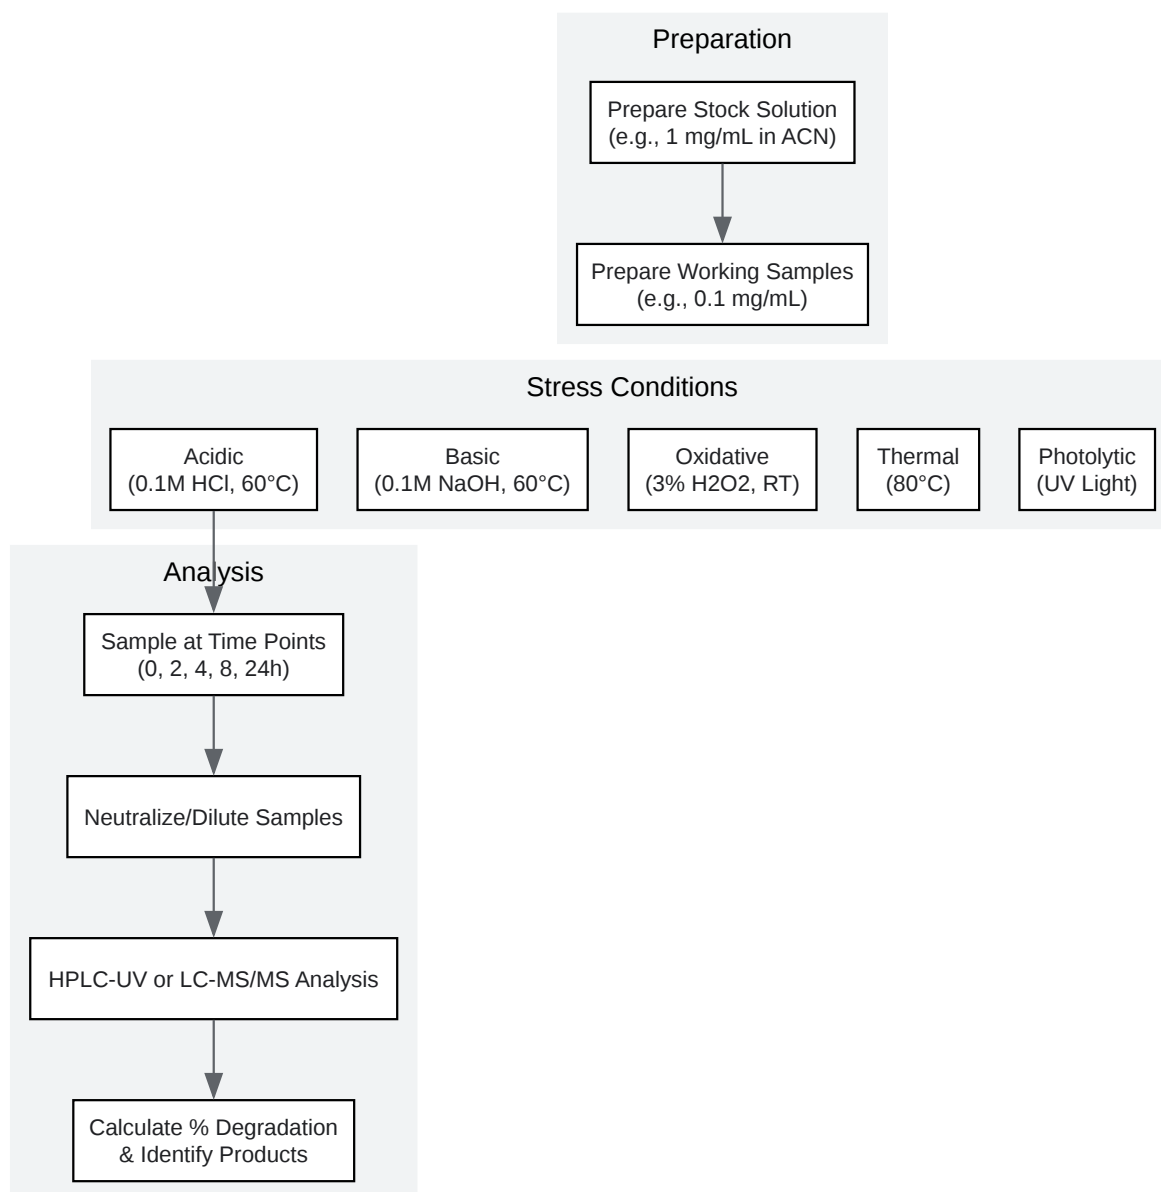 Preparation
Prepare Stock Solution
(e.g., 1 mg/mL in ACN)
Prepare Working Samples
(e.g., 0.1 mg/mL)
Stress Conditions
Acidic
(0.1M HCl, 60°C)
Basic
(0.1M NaOH, 60°C)
Oxidative
(3% H2O2, RT)
Thermal
(80°C)
Photolytic
(UV Light)
Analysis
Sample at Time Points
(0, 2, 4, 8, 24h)
Neutralize/Dilute Samples
HPLC-UV or LC-MS/MS Analysis
Calculate % Degradation
& Identify Products